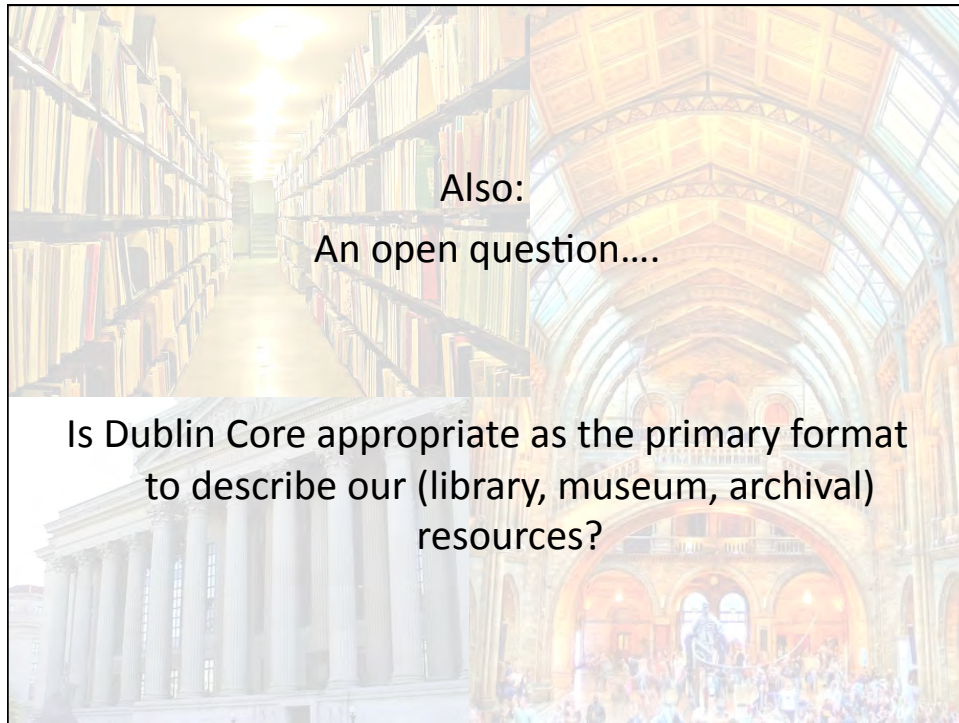 Also:
An open question....
Is Dublin Core appropriate as the primary format
to describe our (library, museum, archival)
resources?